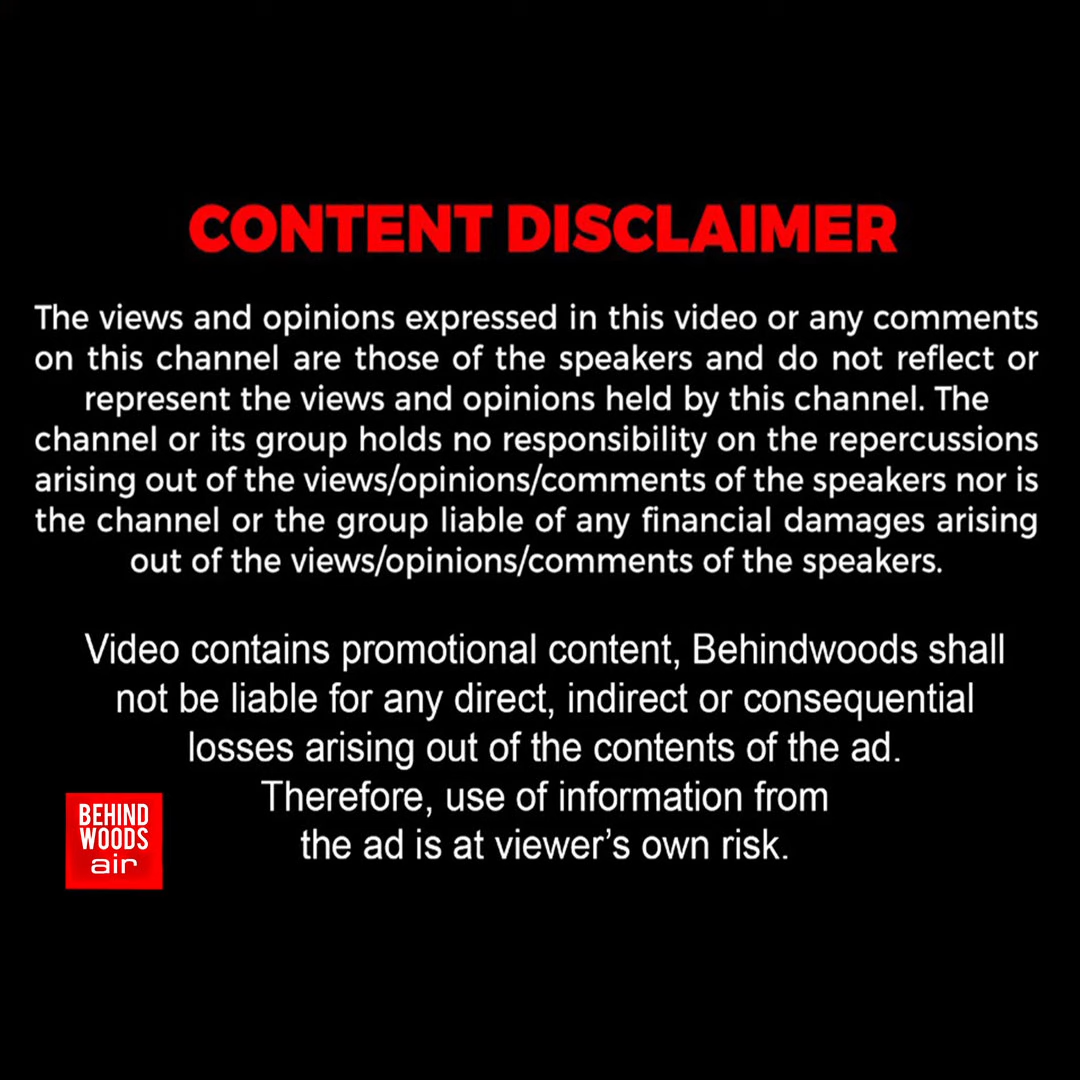 CONTENT DISCLAIMER
The views and opinions expressed in this video or any comments
on this channel are those of the speakers and do not reflect or
represent the views and opinions held by this channel. The
channel or its group holds no responsibility on the repercussions
arising out of the views/opinions/comments of the speakers nor is
the channel or the group liable of any financial damages arising
out of the views/opinions/comments of the speakers.
Video contains promotional content, Behindwoods shall
not be liable for any direct, indirect or consequential
losses arising out of the contents of the ad.
Therefore, use of information from
the ad is at viewer’s own risk.
BEHIND
WOODS
air